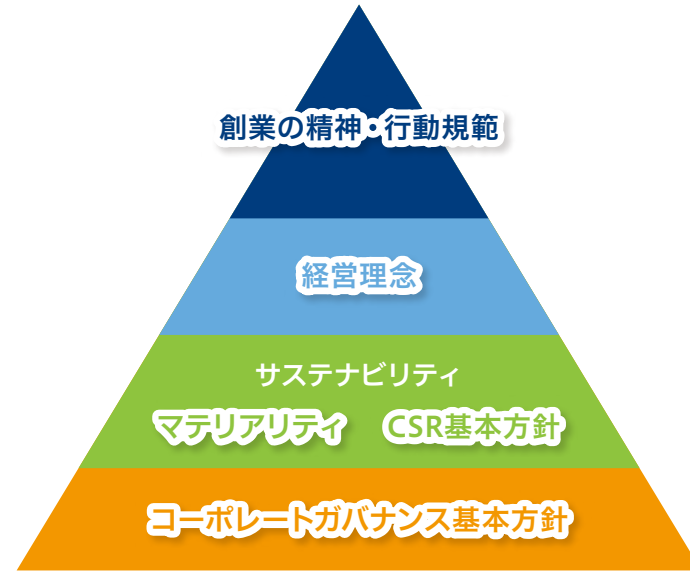 創業の精神・行動規範
経営理念
サステナビリティ
マテリアリティ CSR基本方針
コーポレートガバナンス基本方針